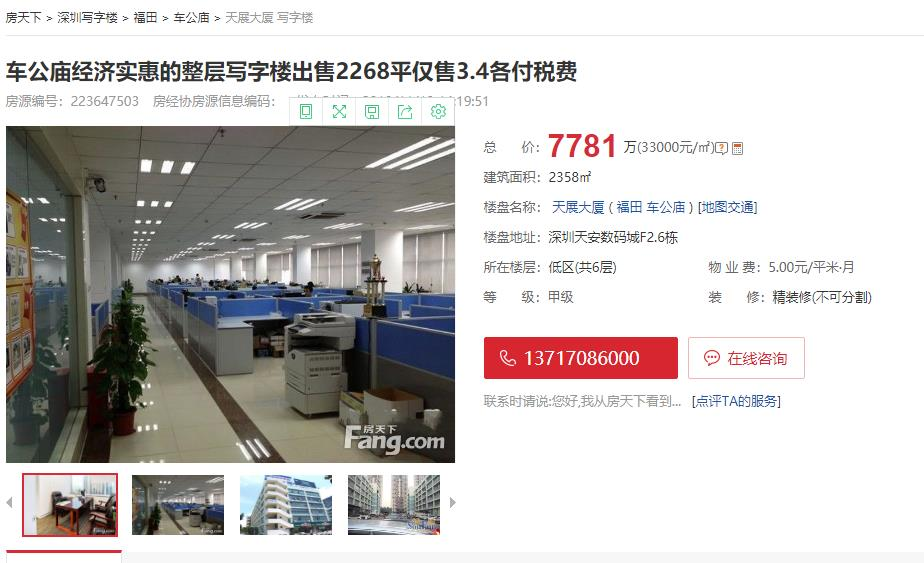 房天下 > 深圳写字楼 > 福田 > 车公庙 > 天展大厦 写字楼
车公庙经济实惠的整层写字楼出售2268平仅售3.4各付税费
房源编号：223647503 房经协房源信息编码： :19:51
总 价：7781万(33000元/㎡)
建筑面积：2358㎡
楼盘名称：天展大厦 ( 福田 车公庙 ) [地图交通]
楼盘地址：深圳天安数码城F2.6栋
所在楼层：低区(共6层) 物 业 费：5.00元/平米·月
等 级：甲级 装 修：精装修(不可分割)
13717086000 在线咨询
联系时请说:您好,我从房天下看到... [点评TA的服务]
房天下
Fang.com